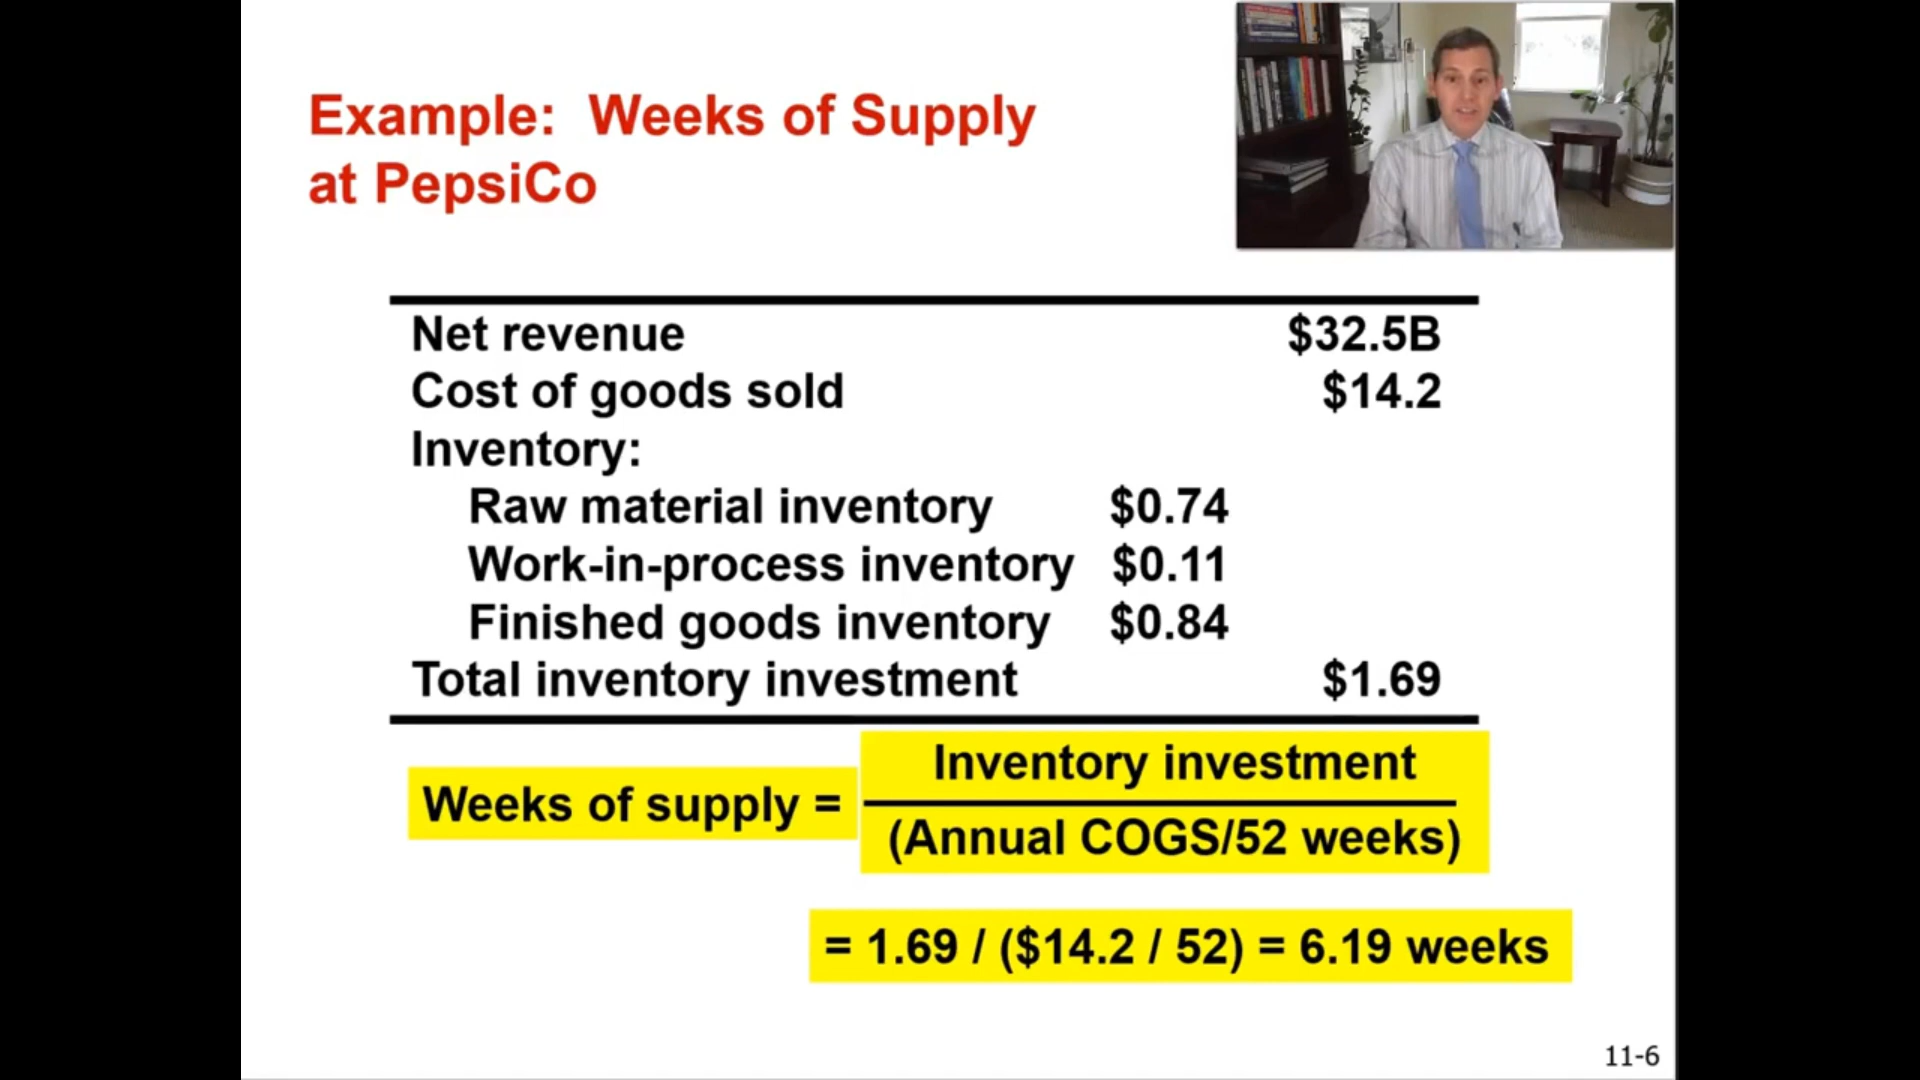 Example: Weeks of Supply
at PepsiCo
Net revenue $32.5B
Cost of goods sold $14.2
Inventory:
Raw material inventory $0.74
Work-in-process inventory $0.11
Finished goods inventory $0.84
Total inventory investment $1.69
Weeks of supply =
Inventory investment
(Annual COGS/52 weeks)
= 1.69 / ($14.2 / 52) = 6.19 weeks
11-6